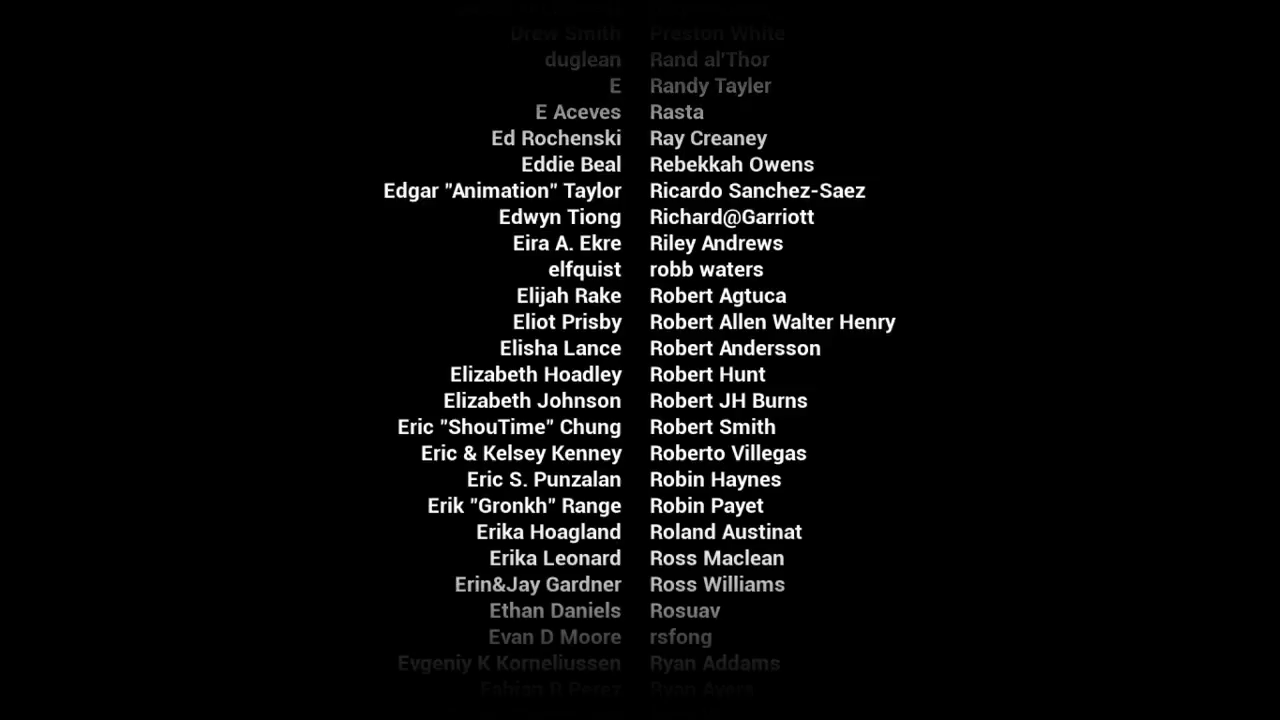 Drew Smith Preston White
duglean Rand al'Thor
E Randy Tayler
E Aceves Rasta
Ed Rochenski Ray Creaney
Eddie Beal Rebekkah Owens
Edgar "Animation" Taylor Ricardo Sanchez-Saez
Edwyn Tiong Richard@Garriott
Eira A. Ekre Riley Andrews
elfquist robb waters
Elijah Rake Robert Agtuca
Eliot Prisby Robert Allen Walter Henry
Elisha Lance Robert Andersson
Elizabeth Hoadley Robert Hunt
Elizabeth Johnson Robert JH Burns
Eric "ShouTime" Chung Robert Smith
Eric & Kelsey Kenney Roberto Villegas
Eric S. Punzalan Robin Haynes
Erik "Gronkh" Range Robin Payet
Erika Hoagland Roland Austinat
Erika Leonard Ross Maclean
Erin&Jay Gardner Ross Williams
Ethan Daniels Rosuav
Evan D Moore rsfong
Evgeniy K Korneliussen Ryan Addams
Fabian R Perez Ryan Ayers